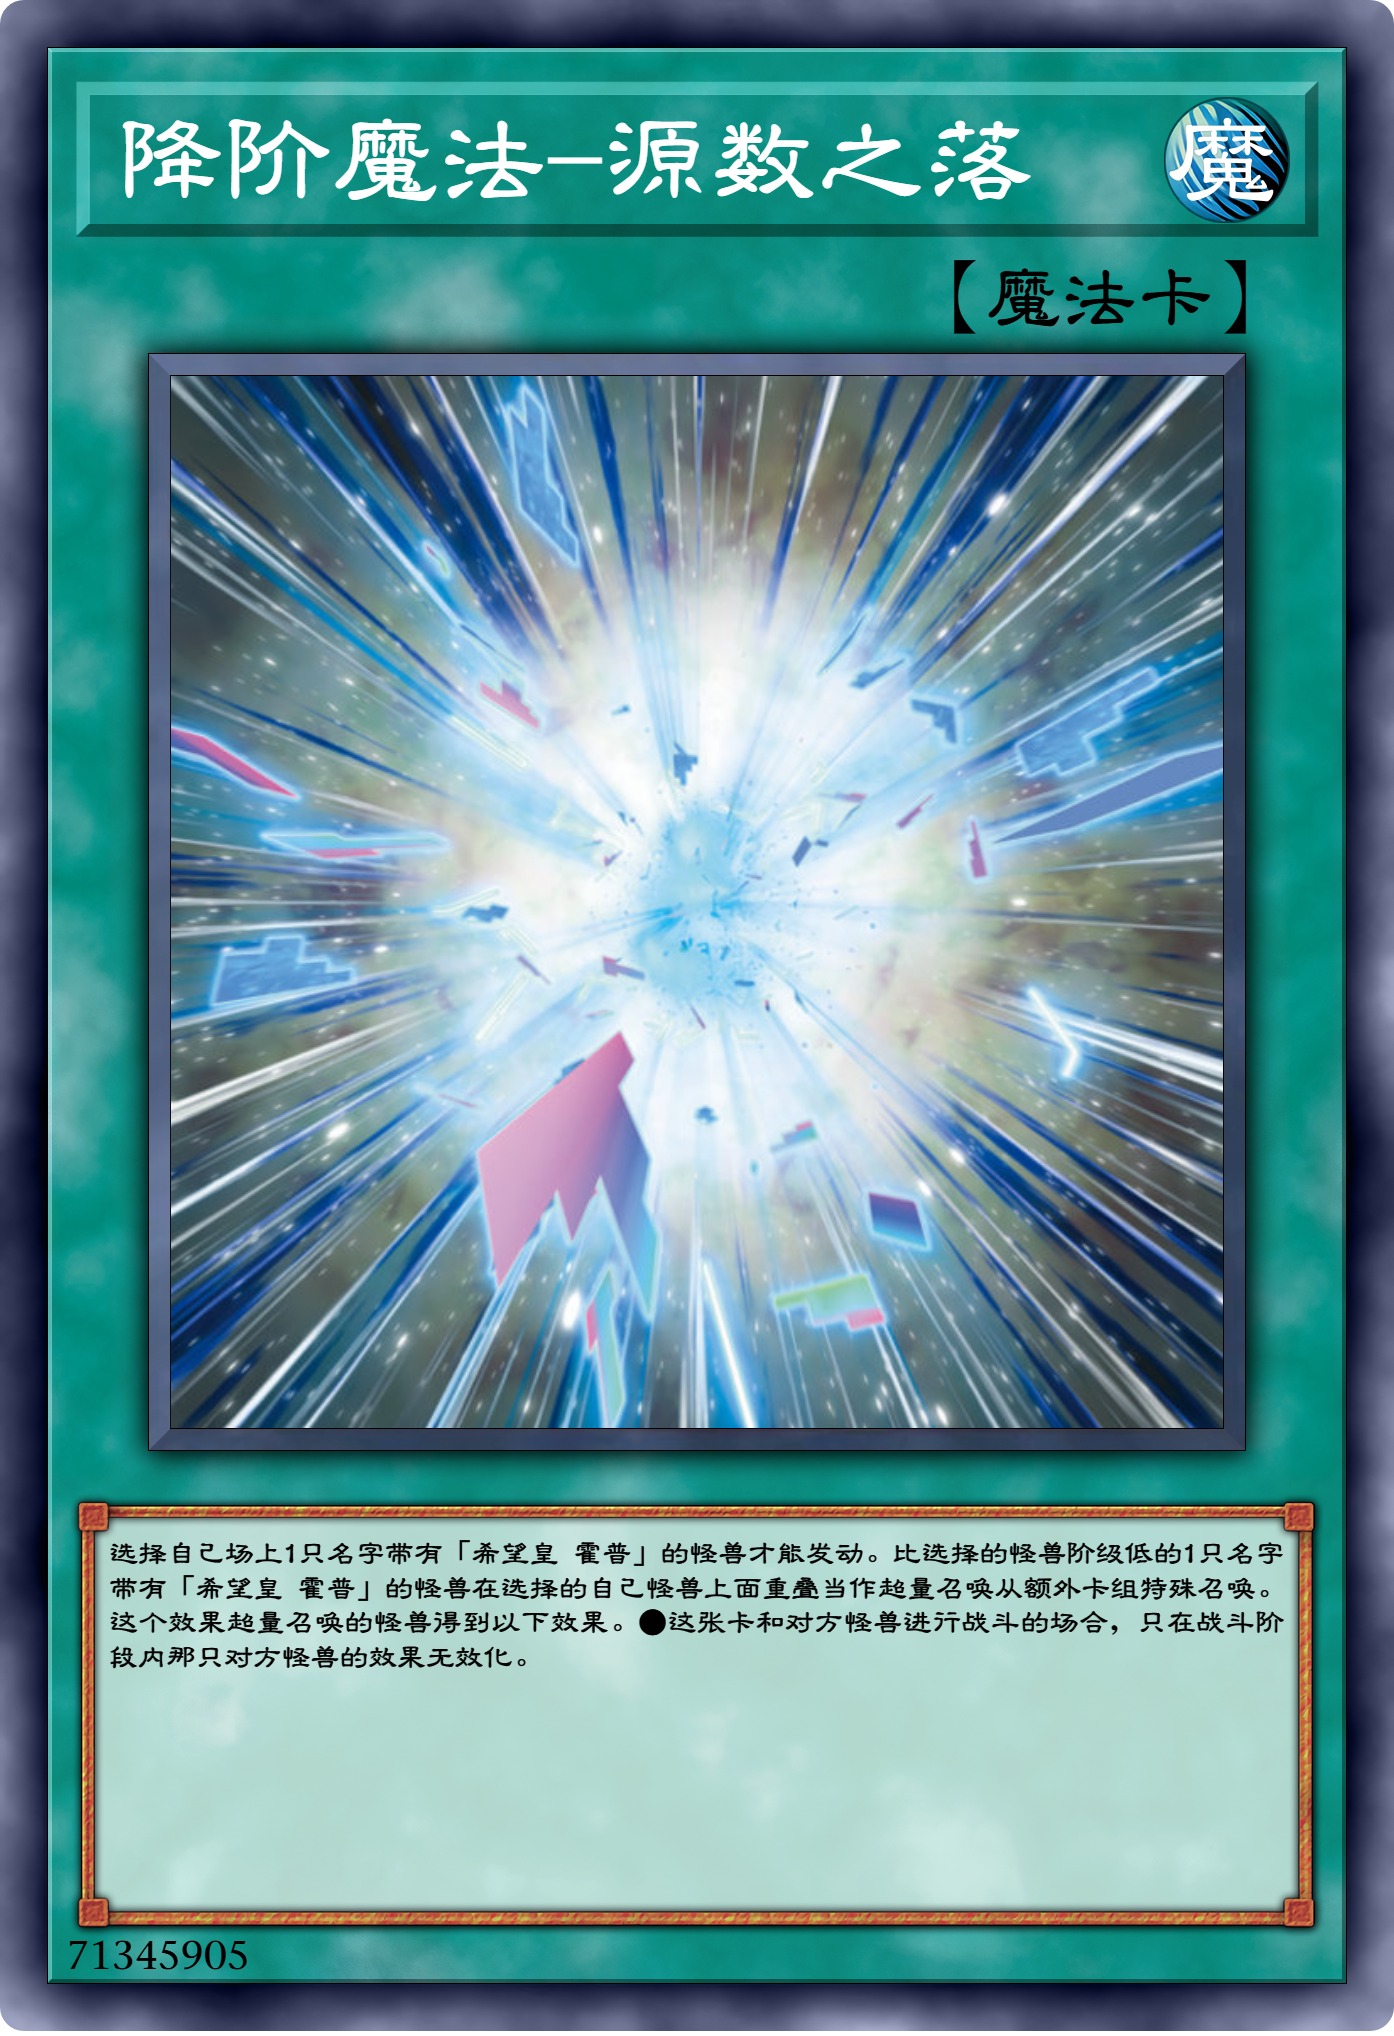 降阶魔法-源数之落
魔
【魔法卡】
选择自己场上1只名字带有「希望皇 霍普」的怪兽才能发动。比选择的怪兽阶级低的1只名字
带有「希望皇 霍普」的怪兽在选择的自己怪兽上面重叠当作超量召唤从额外卡组特殊召唤。
这个效果超量召唤的怪兽得到以下效果。●这张卡和对方怪兽进行战斗的场合，只在战斗阶
段内那只对方怪兽的效果无效化。
71345905